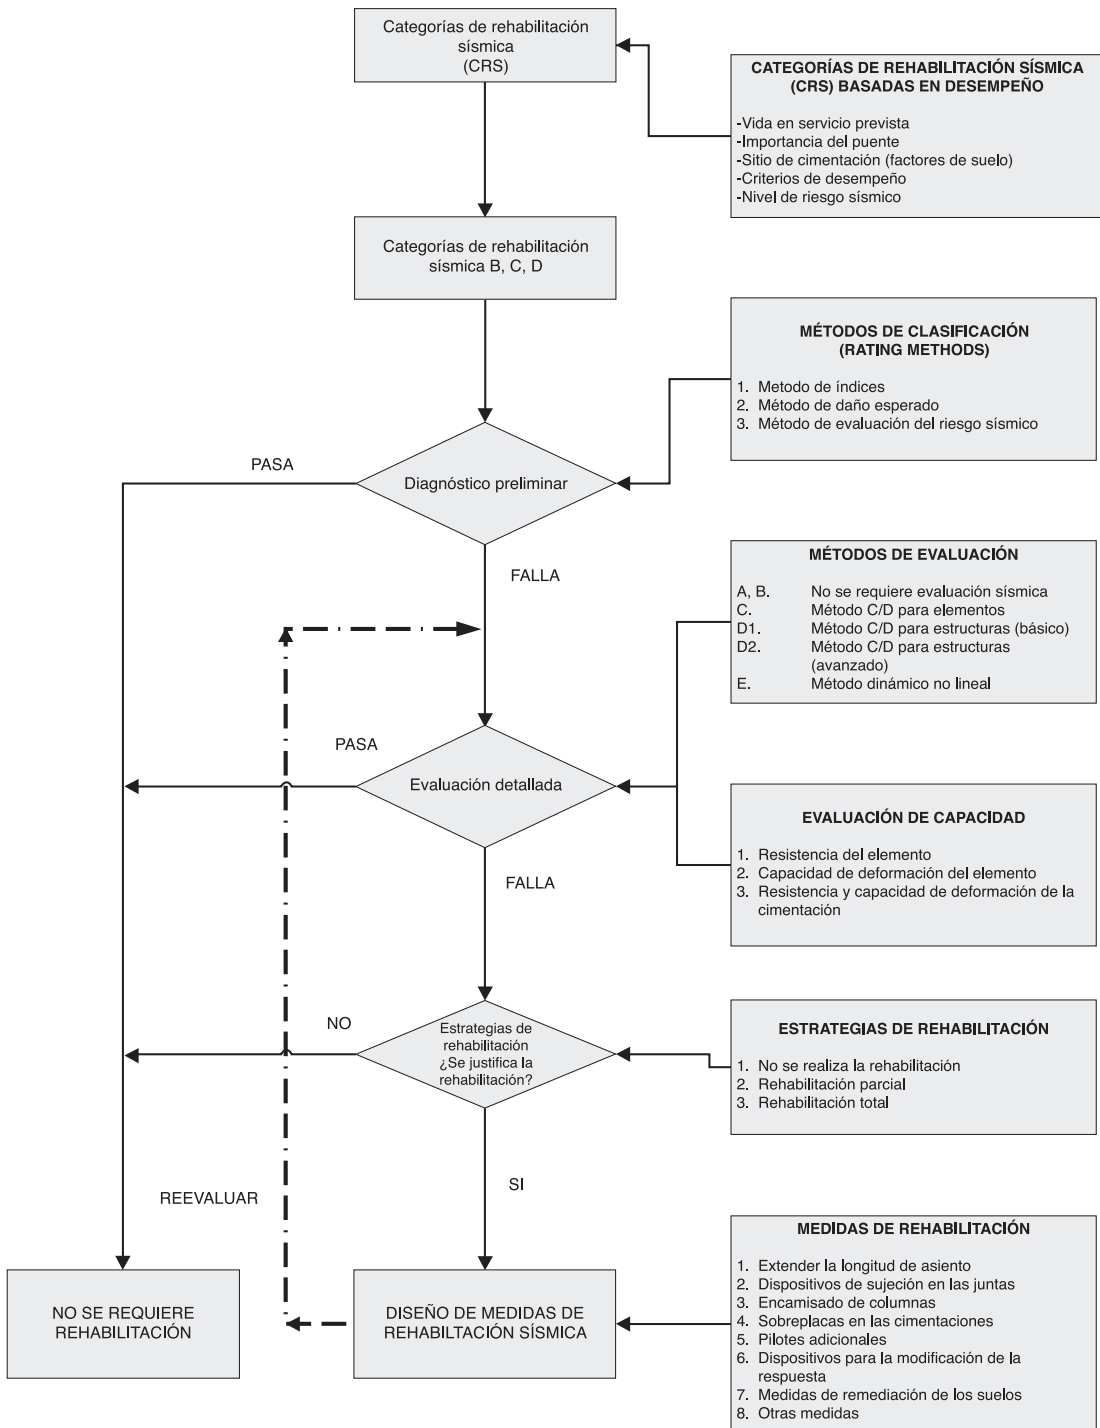 Categorías de rehabilitación
sísmica
(CRS)
CATEGORÍAS DE REHABILITACIÓN SÍSMICA
(CRS) BASADAS EN DESEMPEÑO
-Vida en servicio prevista
-Importancia del puente
-Sitio de cimentación (factores de suelo)
-Criterios de desempeño
-Nivel de riesgo sísmico
Categorías de rehabilitación
sísmica B, C, D
MÉTODOS DE CLASIFICACIÓN
(RATING METHODS)
1. Metodo de índices
2. Método de daño esperado
3. Método de evaluación del riesgo sísmico
PASA
Diagnóstico preliminar
FALLA
MÉTODOS DE EVALUACIÓN
A, B. No se requiere evaluación sísmica
C. Método C/D para elementos
D1. Método C/D para estructuras (básico)
D2. Método C/D para estructuras
(avanzado)
E. Método dinámico no lineal
PASA
Evaluación detallada
FALLA
EVALUACIÓN DE CAPACIDAD
1. Resistencia del elemento
2. Capacidad de deformación del elemento
3. Resistencia y capacidad de deformación de la
cimentación
NO
Estrategias de
rehabilitación
¿Se justifica la
rehabilitación?
ESTRATEGIAS DE REHABILITACIÓN
1. No se realiza la rehabilitación
2. Rehabilitación parcial
3. Rehabilitación total
SI
REEVALUAR
NO SE REQUIERE
REHABILITACIÓN
DISEÑO DE MEDIDAS DE
REHABILTACIÓN SÍSMICA
MEDIDAS DE REHABILITACIÓN
1. Extender la longitud de asiento
2. Dispositivos de sujeción en las juntas
3. Encamisado de columnas
4. Sobreplacas en las cimentaciones
5. Pilotes adicionales
6. Dispositivos para la modificación de la
respuesta
7. Medidas de remediación de los suelos
8. Otras medidas